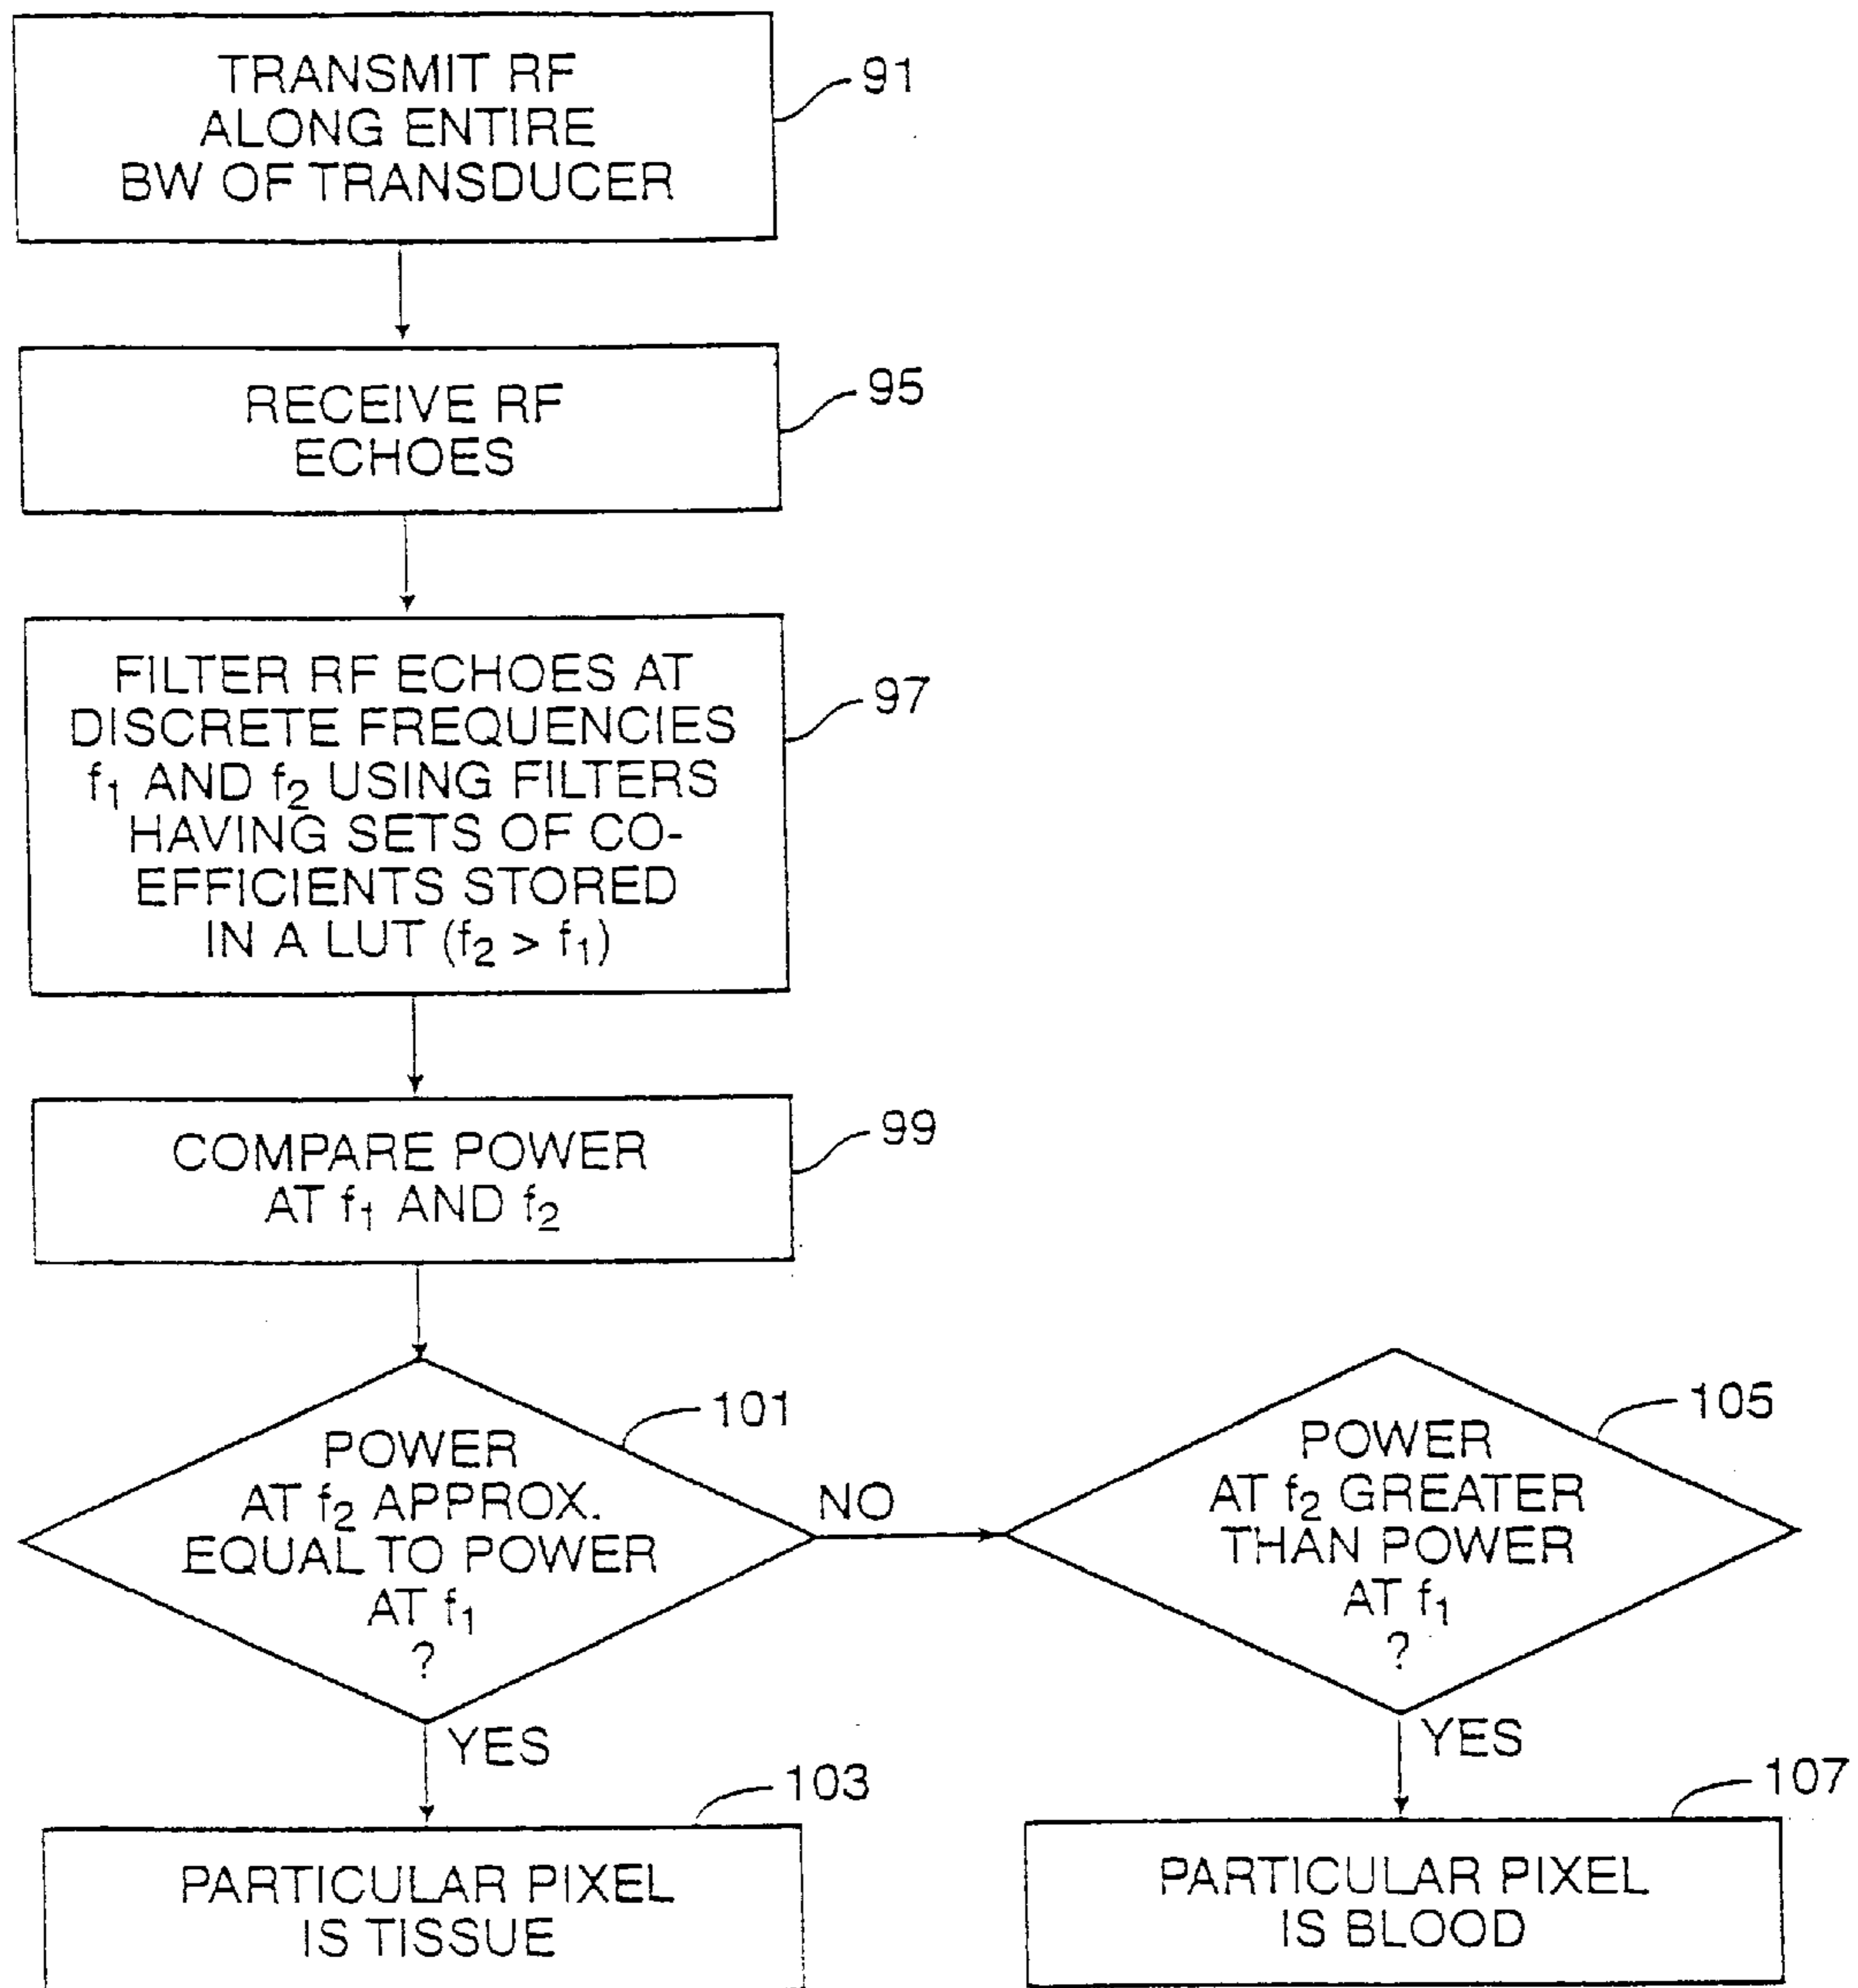 TRANSMIT RF
ALONG ENTIRE
BW OF TRANSDUCER
91
RECEIVE RF
ECHOES
95
FILTER RF ECHOES AT
DISCRETE FREQUENCIES
f₁ AND f₂ USING FILTERS
HAVING SETS OF CO-
EFFICIENTS STORED
IN A LUT (f₂ > f₁)
97
COMPARE POWER
AT f₁ AND f₂
99
POWER
AT f₂ APPROX.
EQUAL TO POWER
AT f₁
?
101
NO
POWER
AT f₂ GREATER
THAN POWER
AT f₁
?
105
YES
YES
103
107
PARTICULAR PIXEL
IS TISSUE
PARTICULAR PIXEL
IS BLOOD